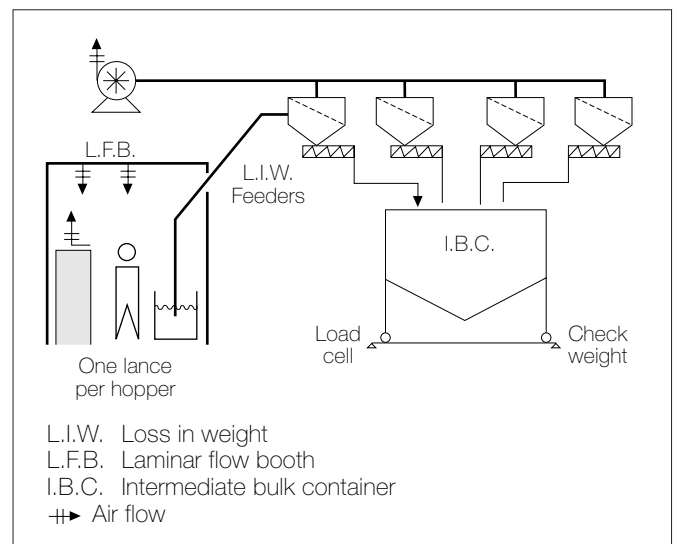 L.F.B.
L.I.W.
Feeders
I.B.C.
Load
cell
Check
weight
One lance
per hopper
L.I.W. Loss in weight
L.F.B. Laminar flow booth
I.B.C. Intermediate bulk container
Air flow